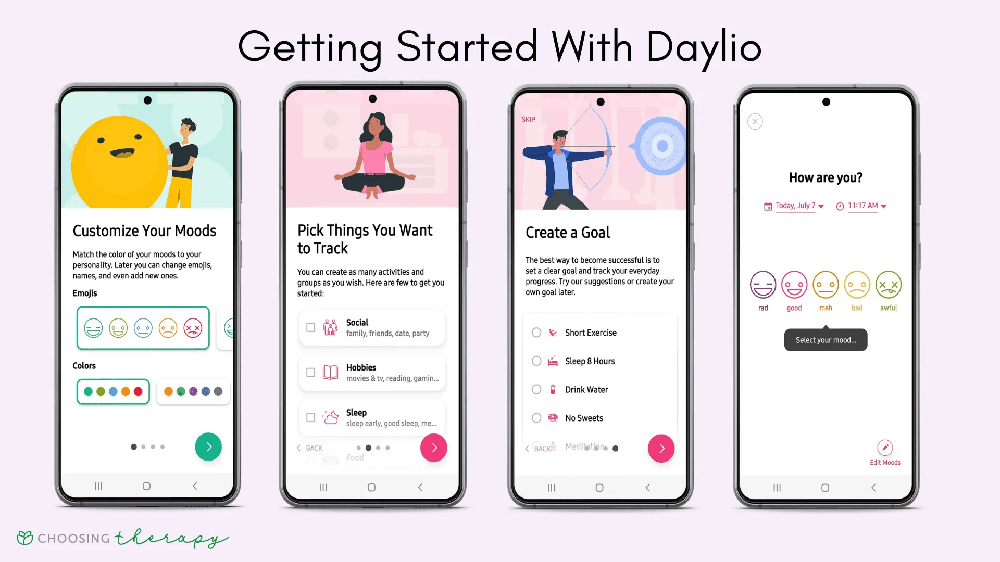 Getting Started With Daylio
Customize Your Moods
Match the color of your moods to your
personality. Later you can change emojis,
names, and even add new ones.
Emojis
Colors
Pick Things You Want
to Track
You can create as many activities and
groups as you wish. Here are few to get you
started:
Social
family, friends, date, party
Hobbies
movies & tv, reading, gamin...
Sleep
sleep early, good sleep, me...
BACK
Food
SKIP
Create a Goal
The best way to become successful is to
set a clear goal and track your everyday
progress. Try our suggestions or create your
own goal later.
Short Exercise
Sleep 8 Hours
Drink Water
No Sweets
BACK
Meditation
How are you?
Today, July 7 11:17 AM
rad good meh bad awful
Select your mood...
Edit Moods
CHOOSING therapy